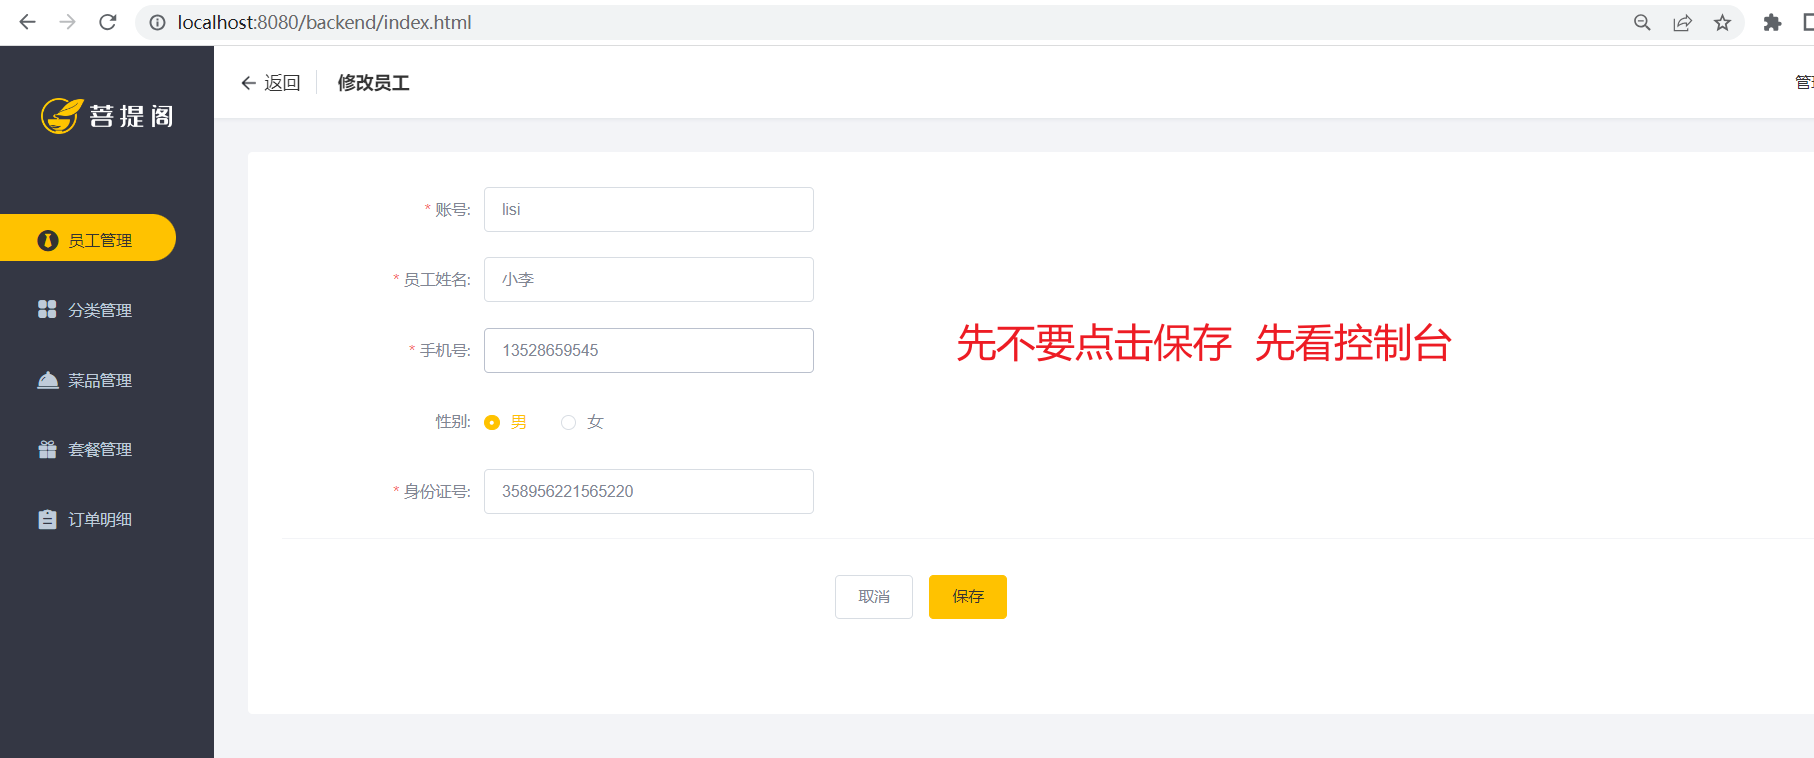 localhost:8080/backend/index.html
菩提阁
返回
修改员工
员工管理
分类管理
菜品管理
套餐管理
订单明细
* 账号: lisi
* 员工姓名: 小李
* 手机号: 13528659545
性别: 男 女
* 身份证号: 358956221565220
先不要点击保存 先看控制台
取消
保存